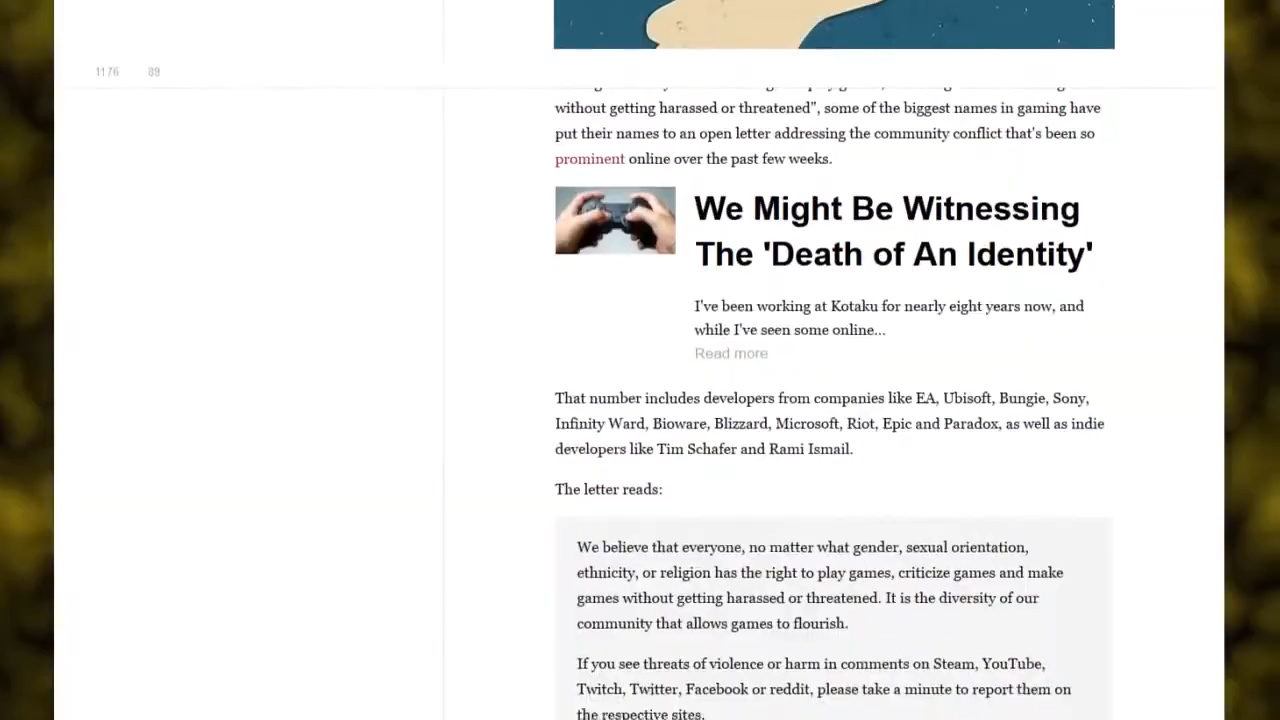 1176 89
without getting harassed or threatened", some of the biggest names in gaming have
put their names to an open letter addressing the community conflict that's been so
prominent online over the past few weeks.
We Might Be Witnessing
The 'Death of An Identity'
I've been working at Kotaku for nearly eight years now, and
while I've seen some online...
Read more
That number includes developers from companies like EA, Ubisoft, Bungie, Sony,
Infinity Ward, Bioware, Blizzard, Microsoft, Riot, Epic and Paradox, as well as indie
developers like Tim Schafer and Rami Ismail.
The letter reads:
We believe that everyone, no matter what gender, sexual orientation,
ethnicity, or religion has the right to play games, criticize games and make
games without getting harassed or threatened. It is the diversity of our
community that allows games to flourish.
If you see threats of violence or harm in comments on Steam, YouTube,
Twitch, Twitter, Facebook or reddit, please take a minute to report them on
the respective sites.